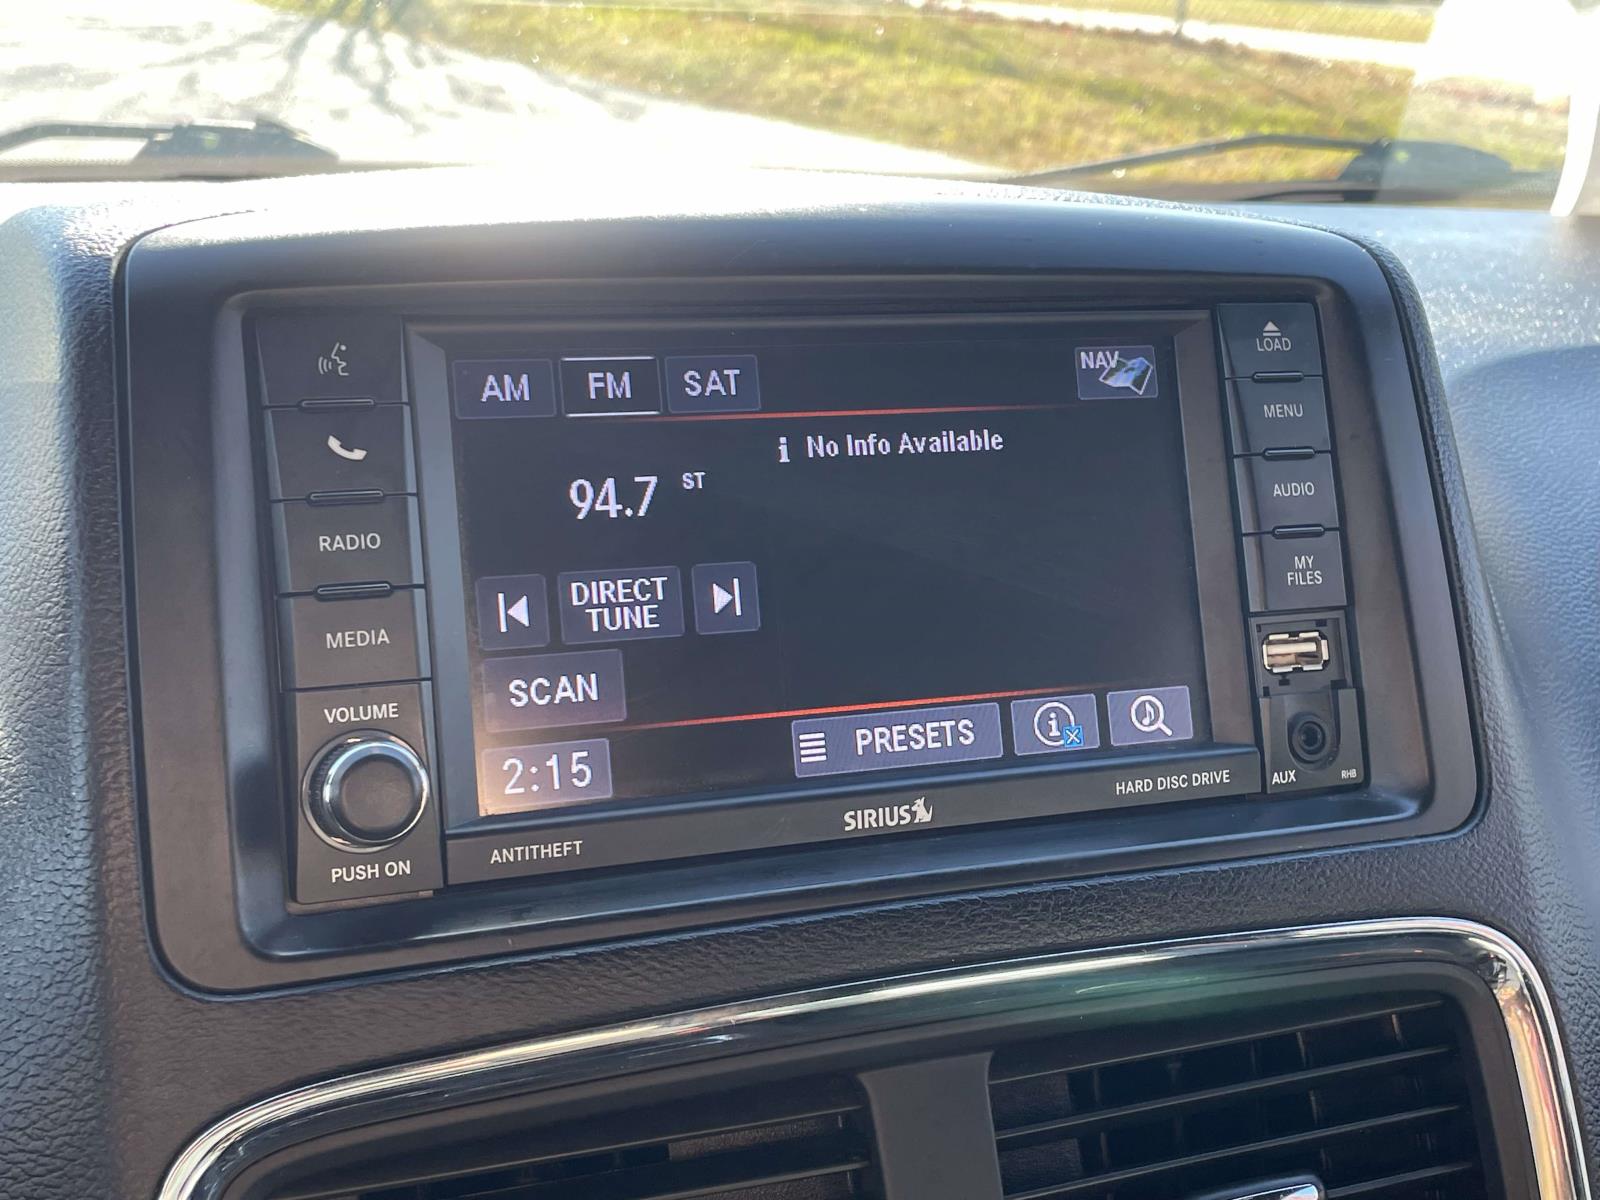 AM
FM
SAT
NAV
LOAD
MENU
AUDIO
MY
FILES
RADIO
MEDIA
VOLUME
PUSH ON
i No Info Available
94.7 ST
DIRECT
TUNE
SCAN
2:15
PRESETS
i
ANTITHEFT
SIRIUS
HARD DISC DRIVE
AUX
RHB